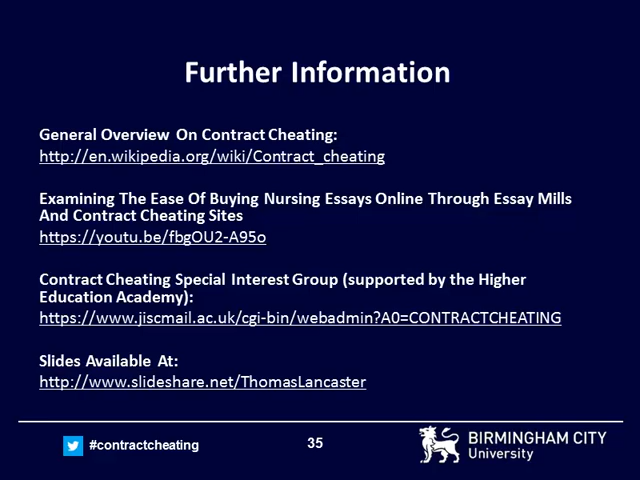 Further Information
General Overview On Contract Cheating:
http://en.wikipedia.org/wiki/Contract_cheating
Examining The Ease Of Buying Nursing Essays Online Through Essay Mills
And Contract Cheating Sites
https://youtu.be/fbgOU2-A95o
Contract Cheating Special Interest Group (supported by the Higher
Education Academy):
https://www.jiscmail.ac.uk/cgi-bin/webadmin?A0=CONTRACTCHEATING
Slides Available At:
http://www.slideshare.net/ThomasLancaster
#contractcheating
35
BIRMINGHAM CITY
University